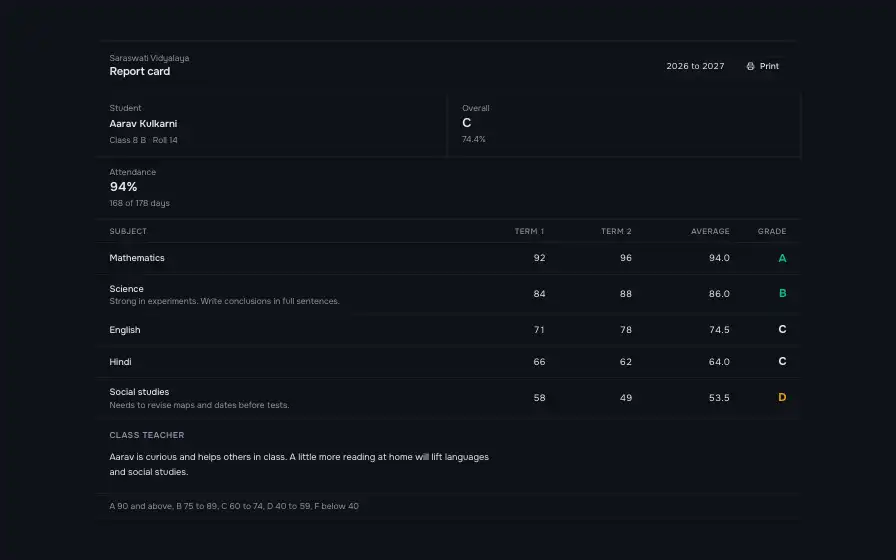 Saraswati Vidyalaya
Report card
2026 to 2027
Print
Student
Aarav Kulkarni
Class 8 B · Roll 14
Overall
C
74.4%
Attendance
94%
168 of 178 days
SUBJECT TERM 1 TERM 2 AVERAGE GRADE
Mathematics 92 96 94.0 A
Science 84 88 86.0 B
Strong in experiments. Write conclusions in full sentences.
English 71 78 74.5 C
Hindi 66 62 64.0 C
Social studies 58 49 53.5 D
Needs to revise maps and dates before tests.
CLASS TEACHER
Aarav is curious and helps others in class. A little more reading at home will lift languages
and social studies.
A 90 and above, B 75 to 89, C 60 to 74, D 40 to 59, F below 40